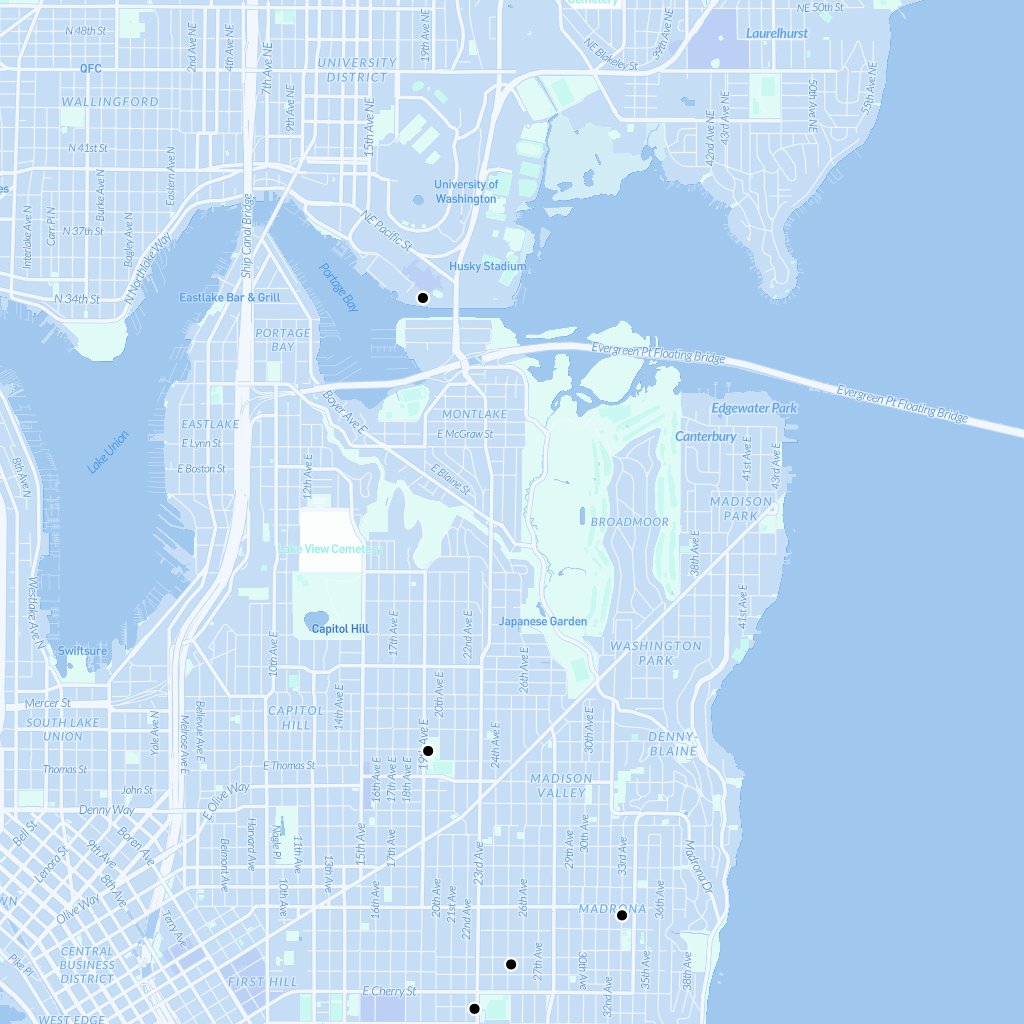 Cemetery
NE 50th St
N 48th St
2nd Ave NE
4th Ave NE
7th Ave NE
19th Ave NE
39th Ave NE
Laurelhurst
NE Blakeley St
QFC
UNIVERSITY
DISTRICT
55th Ave NE
50th Ave NE
WALLINGFORD
9th Ave NE
15th Ave NE
42nd Ave NE
43rd Ave NE
N 41st St
Eastern Ave N
University of
Washington
Burke Ave N
Interlake Ave N
Carr Pl N
Bagley Ave N
N 37th St
N Northlake Way
Ship Canal Bridge
NE Pacific St
Husky Stadium
Portage Bay
N 34th St
Eastlake Bar & Grill
PORTAGE
BAY
Evergreen Pt Floating Bridge
Evergreen Pt Floating Bridge
Boyer Ave E
MONTLAKE
Edgewater Park
EASTLAKE
E McGraw St
Canterbury
E Lynn St
Lake Union
E Boston St
8th Ave N
12th Ave E
E Blaine St
41st Ave E
43rd Ave E
MADISON
PARK
BROADMOOR
38th Ave E
Lake View Cemetery
Westlake Ave N
41st Ave E
Capitol Hill
Japanese Garden
17th Ave E
22nd Ave E
WASHINGTON
PARK
Swiftsure
10th Ave E
26th Ave E
Mercer St
SOUTH LAKE
UNION
Yale Ave N
Melrose Ave E
Bellevue Ave E
CAPITOL
HILL
14th Ave E
20th Ave E
19th Ave E
24th Ave E
30th Ave E
DENNY-
BLAINE
Thomas St
E Thomas St
16th Ave E
17th Ave E
18th Ave E
MADISON
VALLEY
John St
E Olive Way
Denny Way
Bell St
Boren Ave
Lenora St
9th Ave
8th Ave
Olive Way
Terry Ave
Belmont Ave
Harvard Ave
Nagle Pl
11th Ave
10th Ave
13th Ave
15th Ave
17th Ave
16th Ave
20th Ave
21st Ave
22nd Ave
23rd Ave
26th Ave
29th Ave
30th Ave
33rd Ave
36th Ave
Madrona Dr
MADRONA
CENTRAL
BUSINESS
DISTRICT
Pike Pl
FIRST HILL
E Cherry St
27th Ave
30th Ave
32nd Ave
35th Ave
38th Ave
WEST EDGE